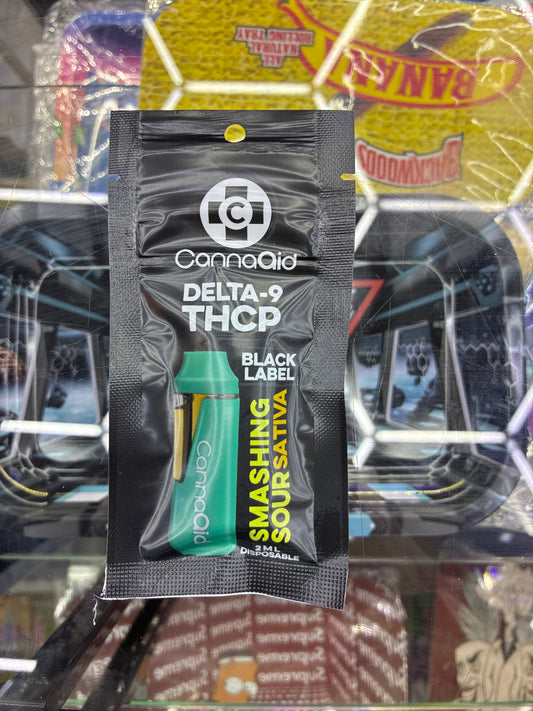 ALL
NATURAL
ROLLING TRAY
BANANA
BACKWOODS
C
CannaAid
DELTA-9
THCP
BLACK
LABEL
SMASHING
SOUR SATIVA
CannaAid
2 ML
DISPOSABLE